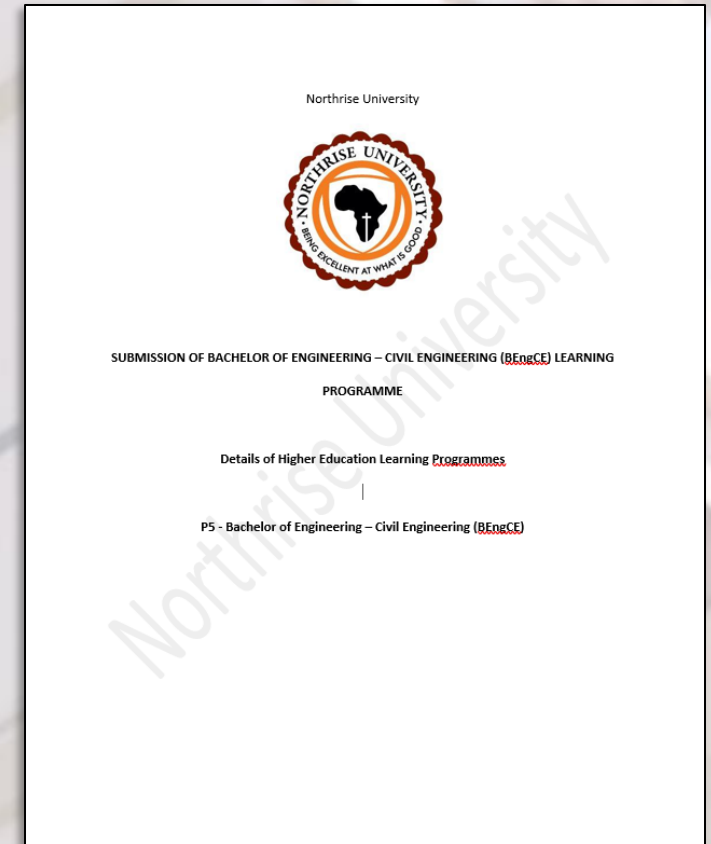 Northrise University
NORTHRISE UNIVERSITY
BEING EXCELLENT AT WHAT IS GOOD
SUBMISSION OF BACHELOR OF ENGINEERING – CIVIL ENGINEERING (BEngCE) LEARNING
PROGRAMME
Details of Higher Education Learning Programmes
P5 - Bachelor of Engineering – Civil Engineering (BEngCE)
Northrise University